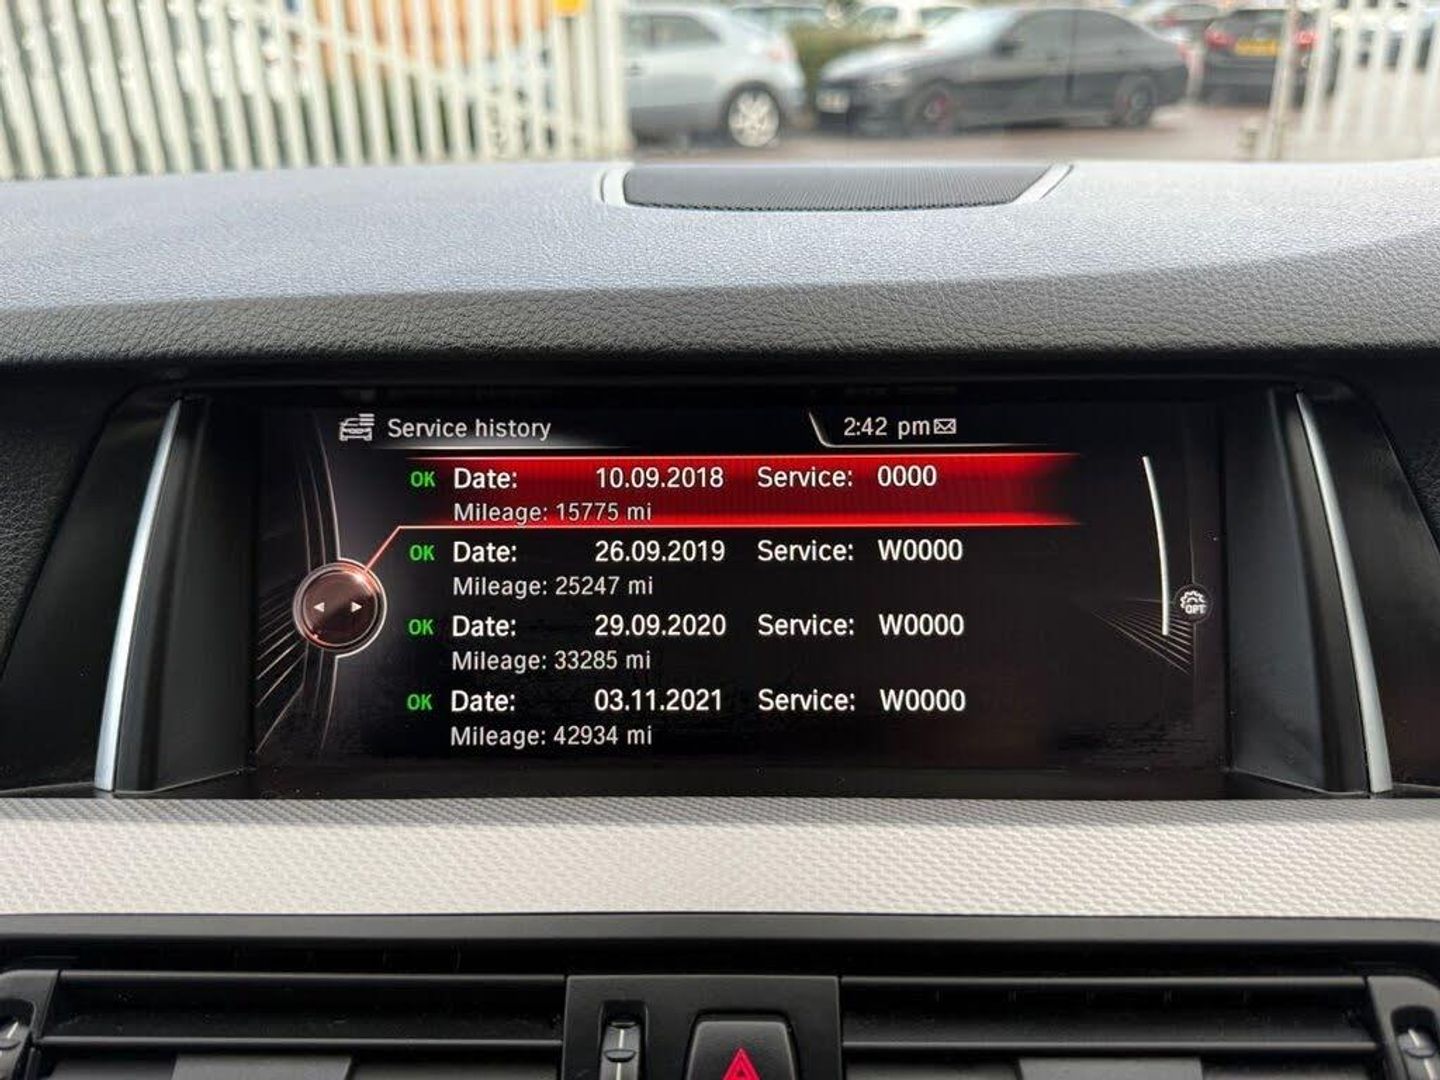 Service history 2:42 pm
OK Date: 10.09.2018 Service: 0000
Mileage: 15775 mi
OK Date: 26.09.2019 Service: W0000
Mileage: 25247 mi
OK Date: 29.09.2020 Service: W0000
Mileage: 33285 mi
OK Date: 03.11.2021 Service: W0000
Mileage: 42934 mi
OPT